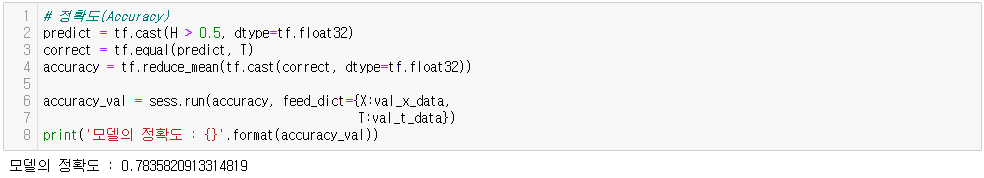 1 # 정확도(Accuracy)
2 predict = tf.cast(H > 0.5, dtype=tf.float32)
3 correct = tf.equal(predict, T)
4 accuracy = tf.reduce_mean(tf.cast(correct, dtype=tf.float32))
5
6 accuracy_val = sess.run(accuracy, feed_dict={X:val_x_data,
7 T:val_t_data})
8 print('모델의 정확도 : {}'.format(accuracy_val))
모델의 정확도 : 0.7835820913314819